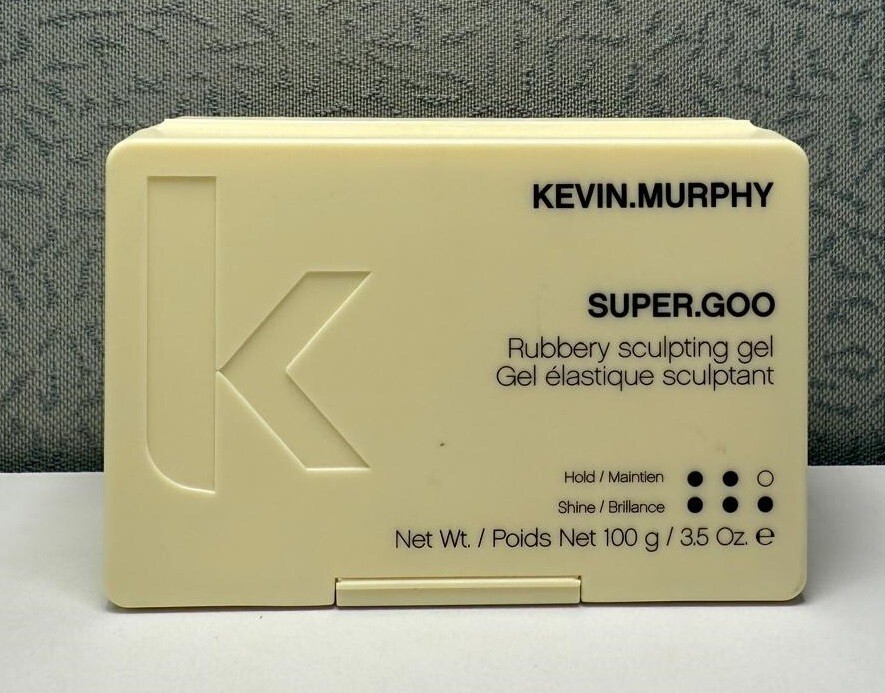 k
KEVIN.MURPHY
SUPER.GOO
Rubbery sculpting gel
Gel élastique sculptant
Hold / Maintien
Shine / Brillance
Net Wt. / Poids Net 100 g / 3.5 Oz. ℮